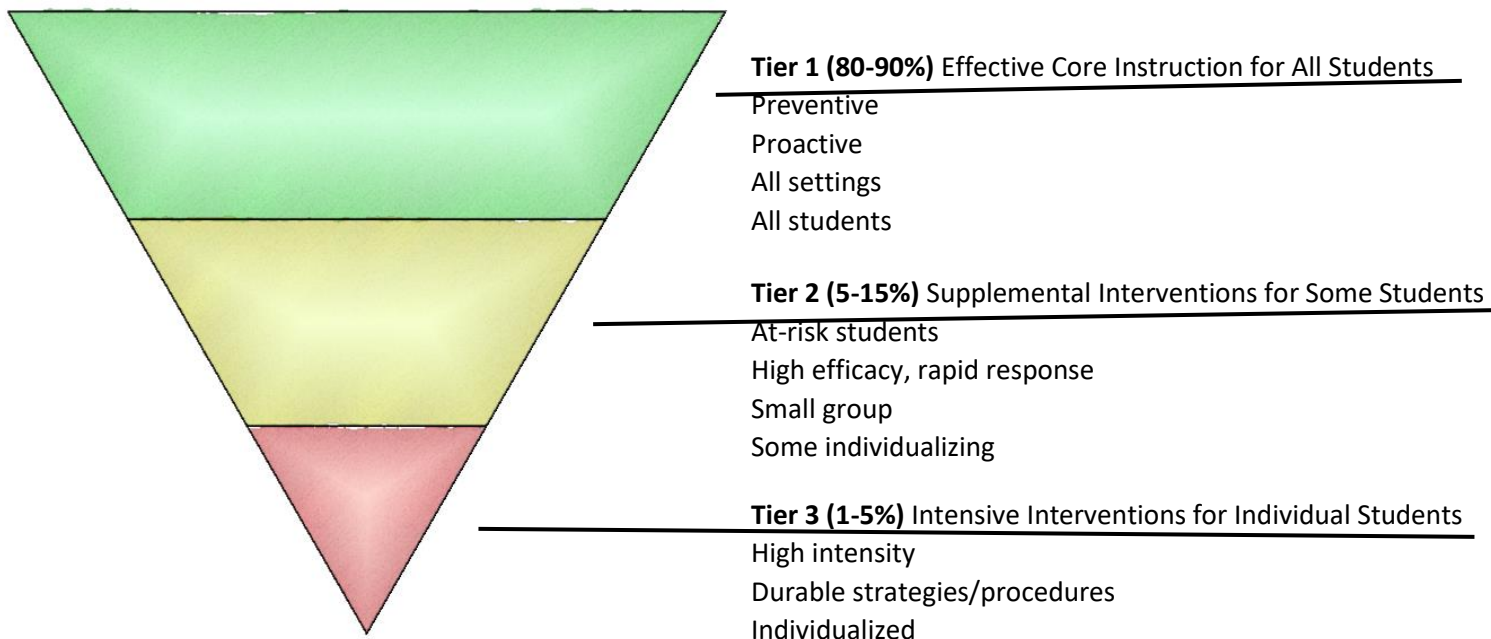 Tier 1 (80-90%) Effective Core Instruction for All Students
Preventive
Proactive
All settings
All students
Tier 2 (5-15%) Supplemental Interventions for Some Students
At-risk students
High efficacy, rapid response
Small group
Some individualizing
Tier 3 (1-5%) Intensive Interventions for Individual Students
High intensity
Durable strategies/procedures
Individualized